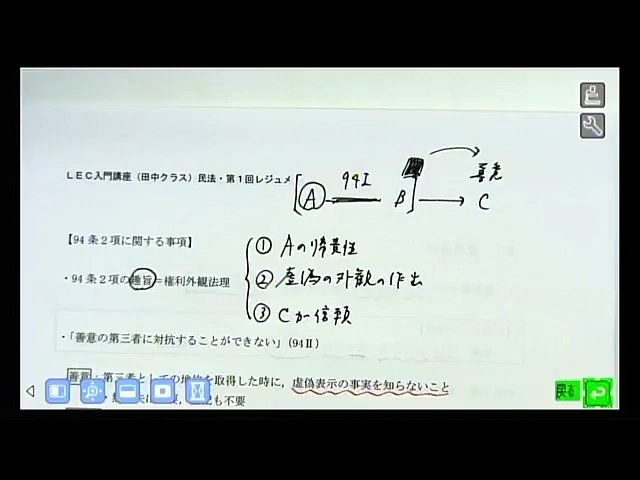 LEC入門講座(田中クラス)民法・第1回レジュメ
A 94I B C
善意
【94条2項に関する事項】
・94条2項の趣旨=権利外観法理
① Aの帰責性
② 虚偽の外観の作出
③ Cの信頼
・「善意の第三者に対抗することができない」(94Ⅱ)
善意:第三者としての地位を取得した時に,虚偽表示の事実を知らないこと
も不要
戻る